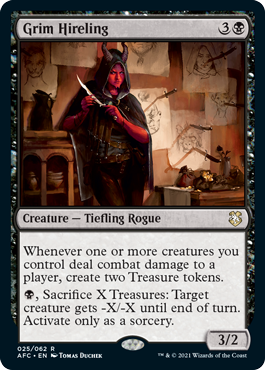 Grim Hireling 3
Creature — Tiefling Rogue
Whenever one or more creatures you
control deal combat damage to a
player, create two Treasure tokens.
, Sacrifice X Treasures: Target
creature gets -X/-X until end of turn.
Activate only as a sorcery.
3/2
025/062 R
AFC • EN Tomas Duchek
™ & © 2021 Wizards of the Coast